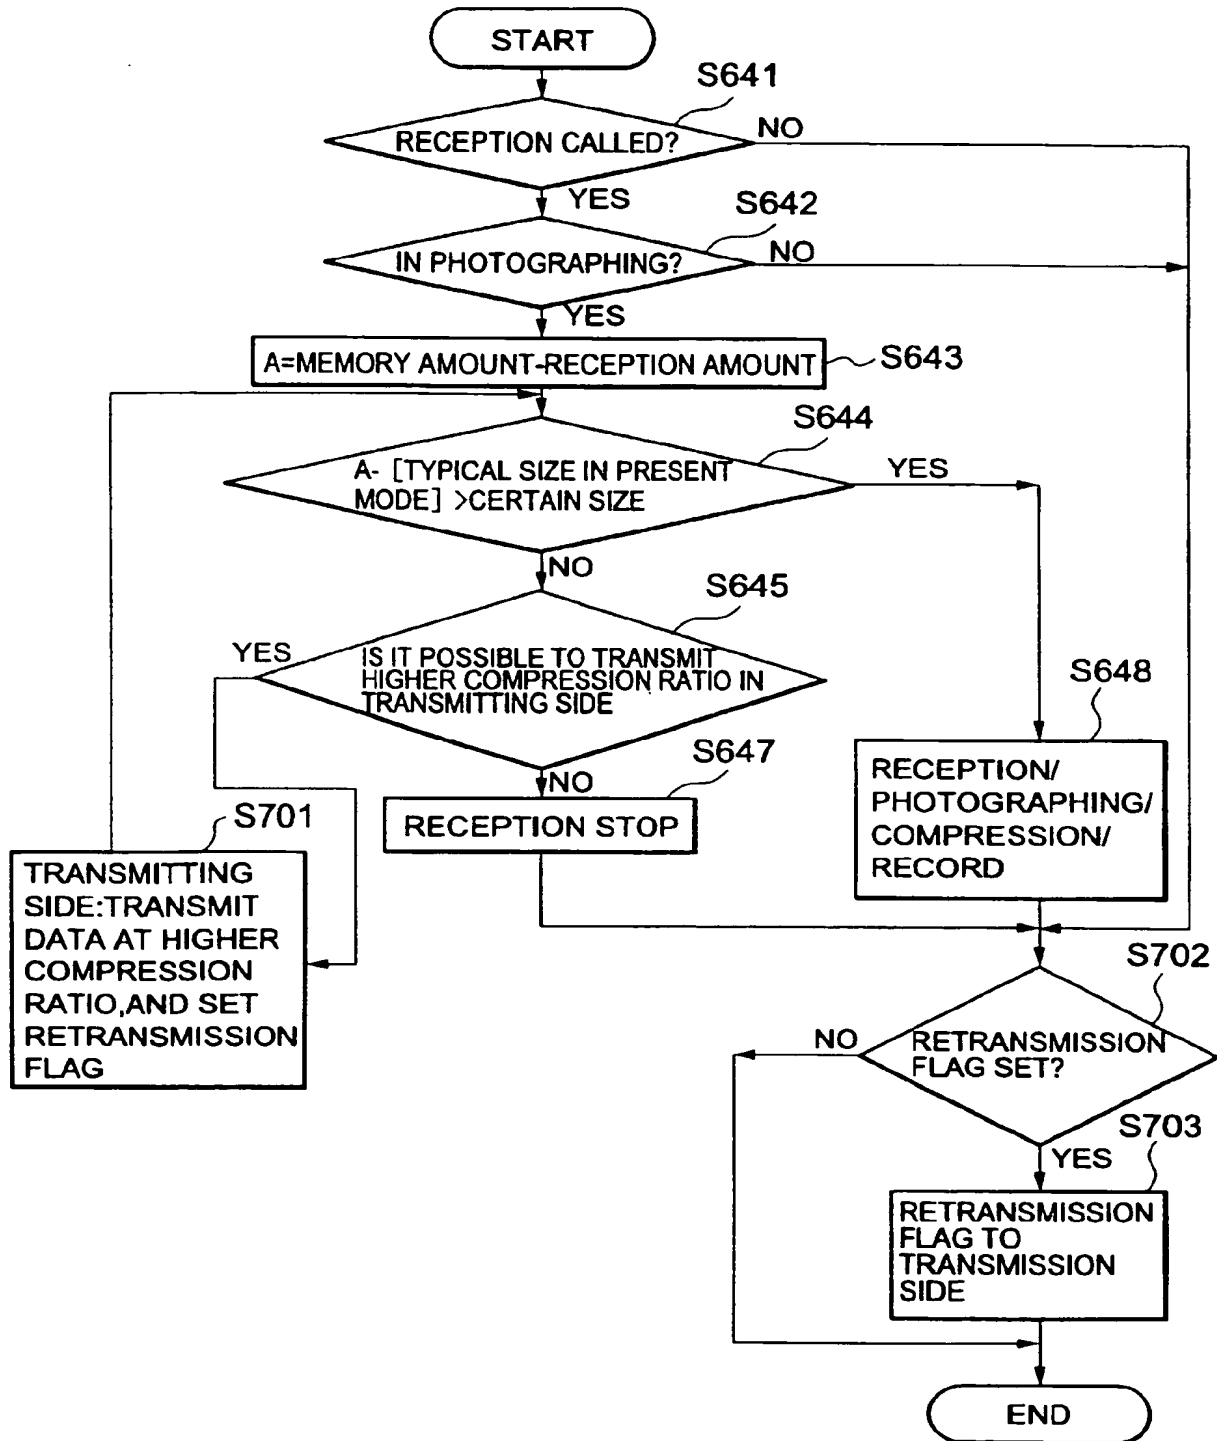 START
S641
RECEPTION CALLED?
NO
YES
S642
IN PHOTOGRAPHING?
NO
YES
A=MEMORY AMOUNT-RECEPTION AMOUNT
S643
S644
A- [TYPICAL SIZE IN PRESENT
MODE] >CERTAIN SIZE
YES
NO
S645
YES
IS IT POSSIBLE TO TRANSMIT
HIGHER COMPRESSION RATIO IN
TRANSMITTING SIDE
NO
S647
RECEPTION STOP
S648
RECEPTION/
PHOTOGRAPHING/
COMPRESSION/
RECORD
S701
TRANSMITTING
SIDE:TRANSMIT
DATA AT HIGHER
COMPRESSION
RATIO,AND SET
RETRANSMISSION
FLAG
S702
RETRANSMISSION
FLAG SET?
NO
YES
S703
RETRANSMISSION
FLAG TO
TRANSMISSION
SIDE
END